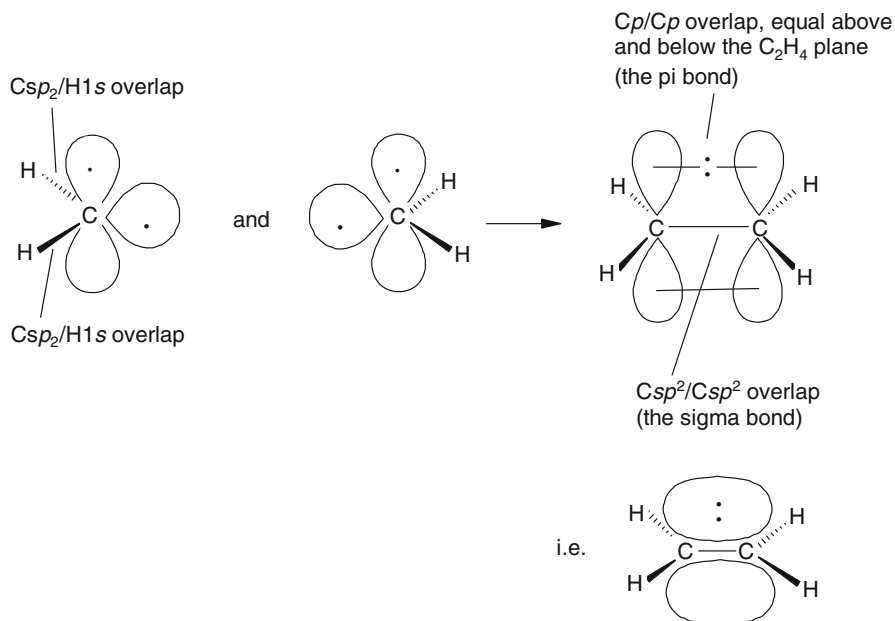 Cp/Cp overlap, equal above
and below the C₂H₄ plane
(the pi bond)
Csp₂/H1s overlap
H
C
H
Csp₂/H1s overlap
and
H
C
H
H
H
C
C
H
H
Csp²/Csp² overlap
(the sigma bond)
i.e.
H
H
C
C
H
H